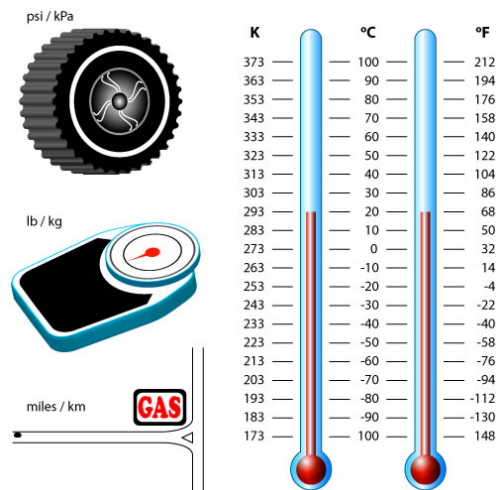 psi / kPa
lb / kg
miles / km
GAS
K ºC ºF
373 100 212
363 90 194
353 80 176
343 70 158
333 60 140
323 50 122
313 40 104
303 30 86
293 20 68
283 10 50
273 0 32
263 -10 14
253 -20 -4
243 -30 -22
233 -40 -40
223 -50 -58
213 -60 -76
203 -70 -94
193 -80 -112
183 -90 -130
173 100 148